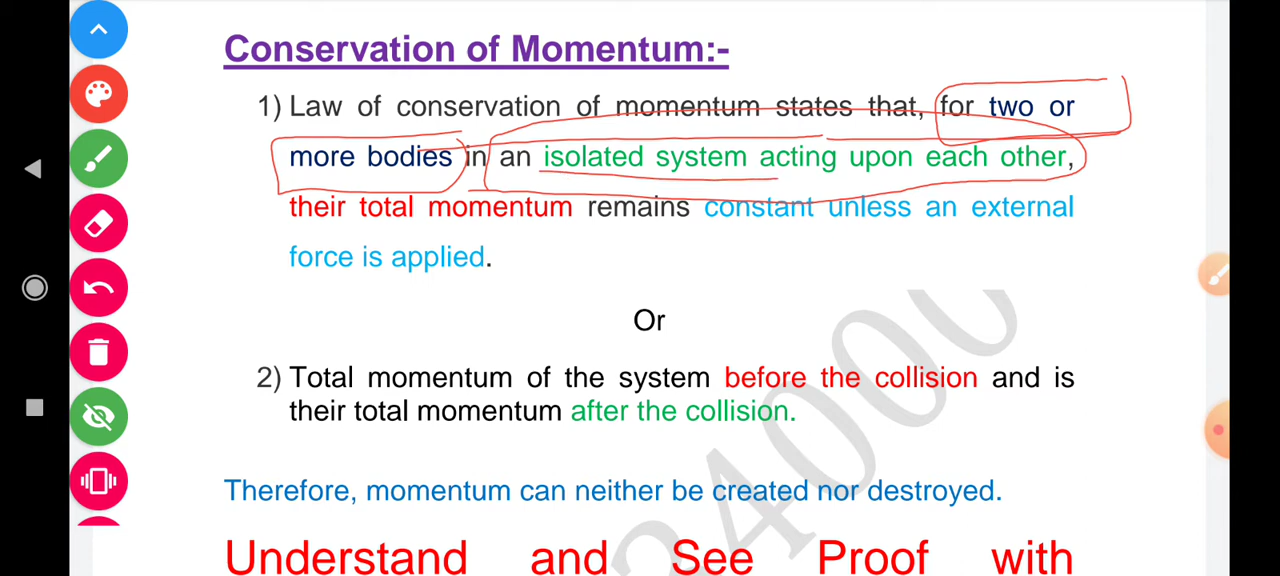 Conservation of Momentum:-
1) Law of conservation of momentum states that, for two or
more bodies in an isolated system acting upon each other,
their total momentum remains constant unless an external
force is applied.
Or
2) Total momentum of the system before the collision and is
their total momentum after the collision.
Therefore, momentum can neither be created nor destroyed.
Understand and See Proof with